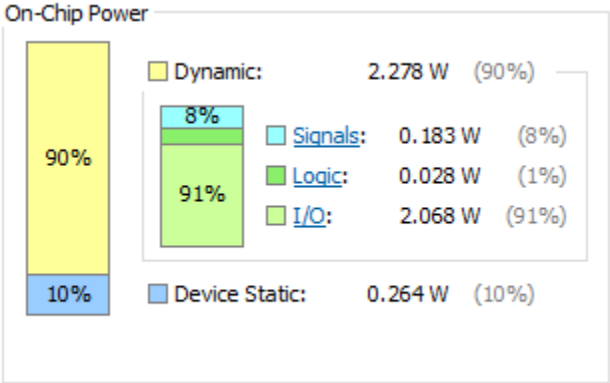 On-Chip Power
Dynamic: 2.278 W (90%)
8%
Signals: 0.183 W (8%)
90%
Logic: 0.028 W (1%)
91%
I/O: 2.068 W (91%)
10%
Device Static: 0.264 W (10%)